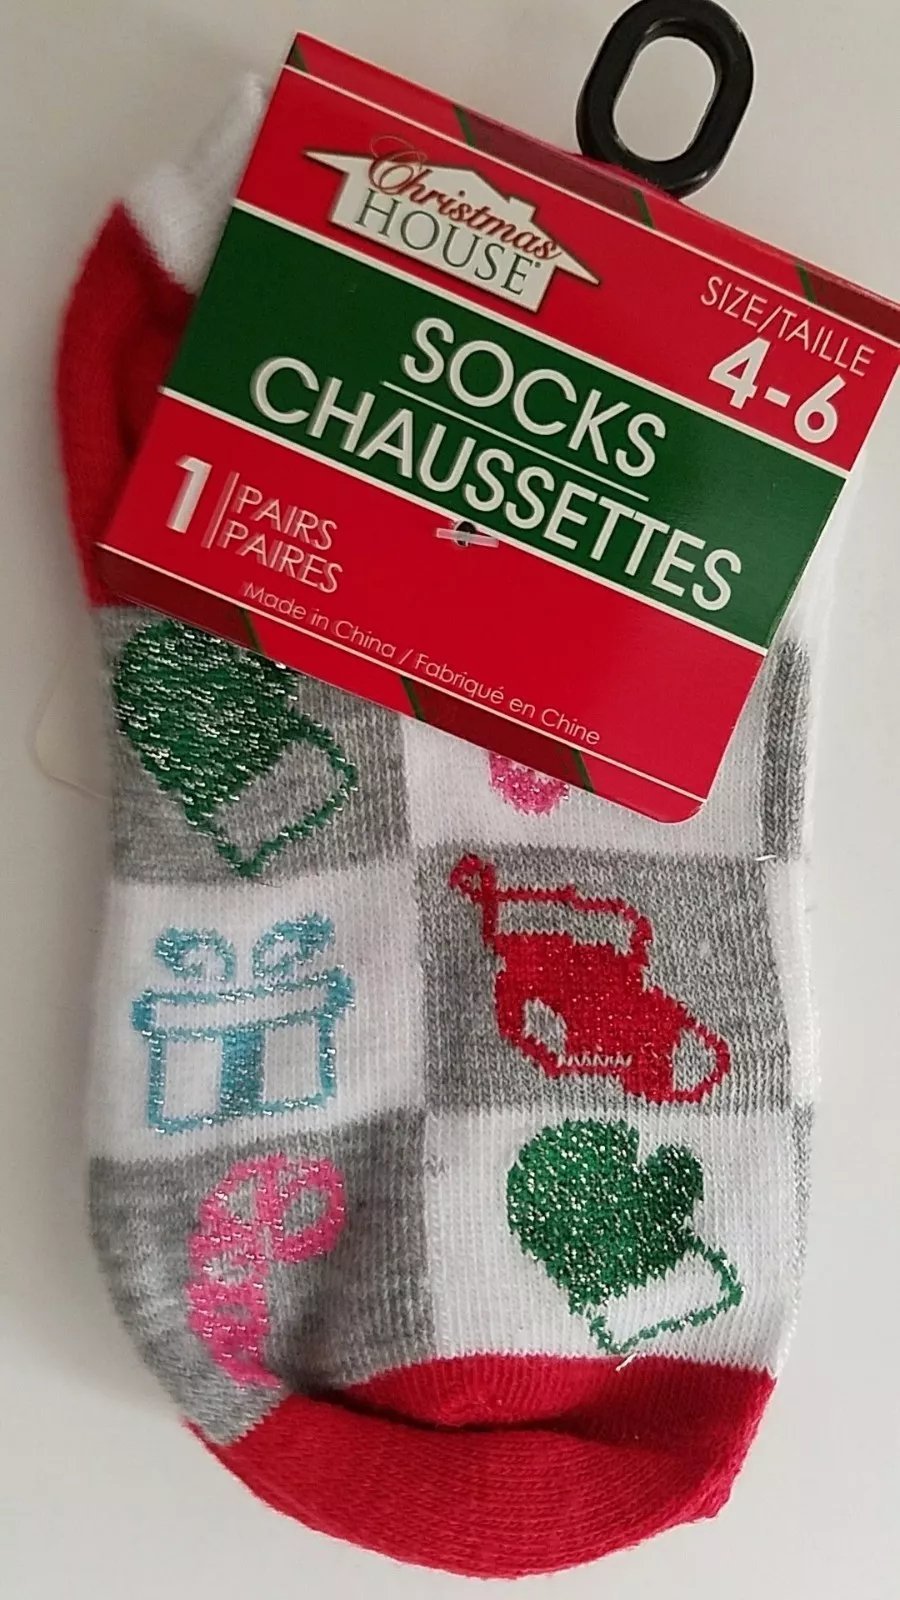 Christmas
HOUSE®
SIZE/TAILLE
4-6
SOCKS
CHAUSSETTES
1 PAIRS
PAIRES
Made in China / Fabriqué en Chine